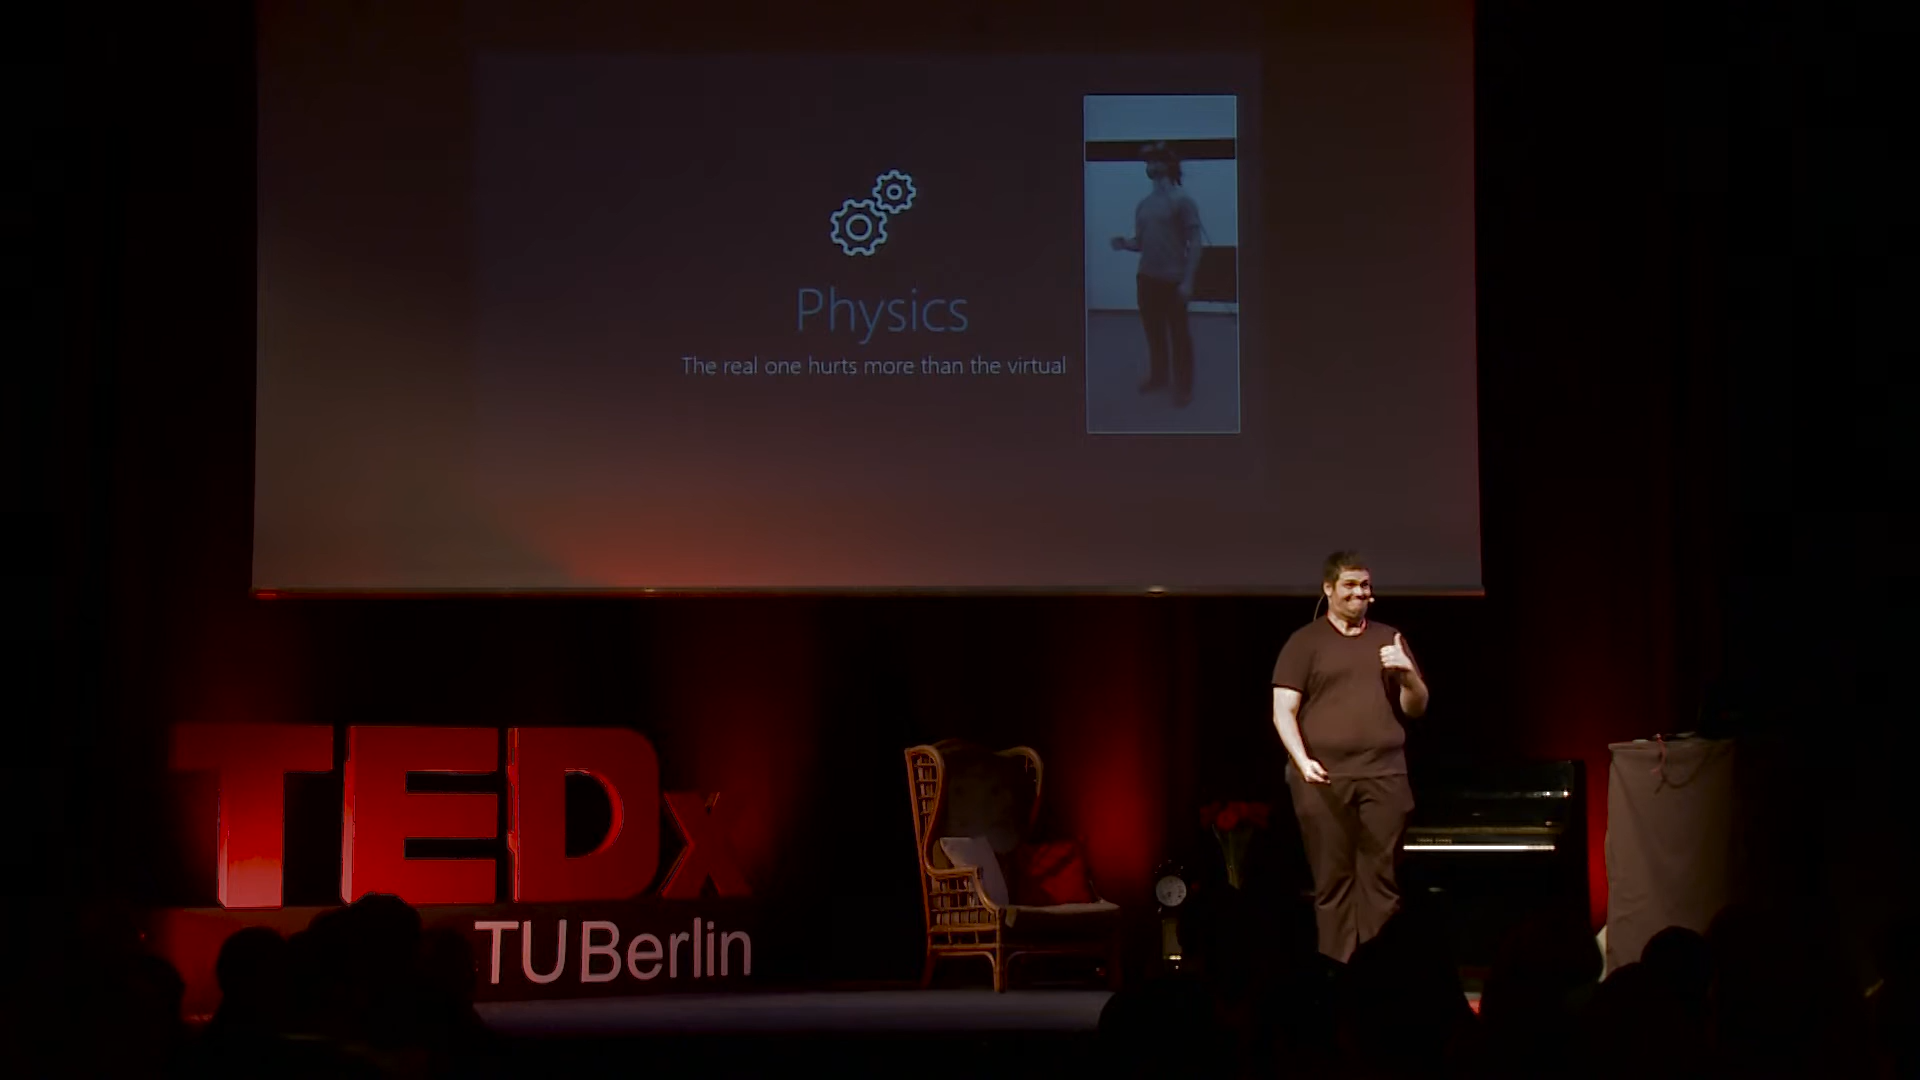 Physics
The real one hurts more than the virtual
TEDx
TU Berlin